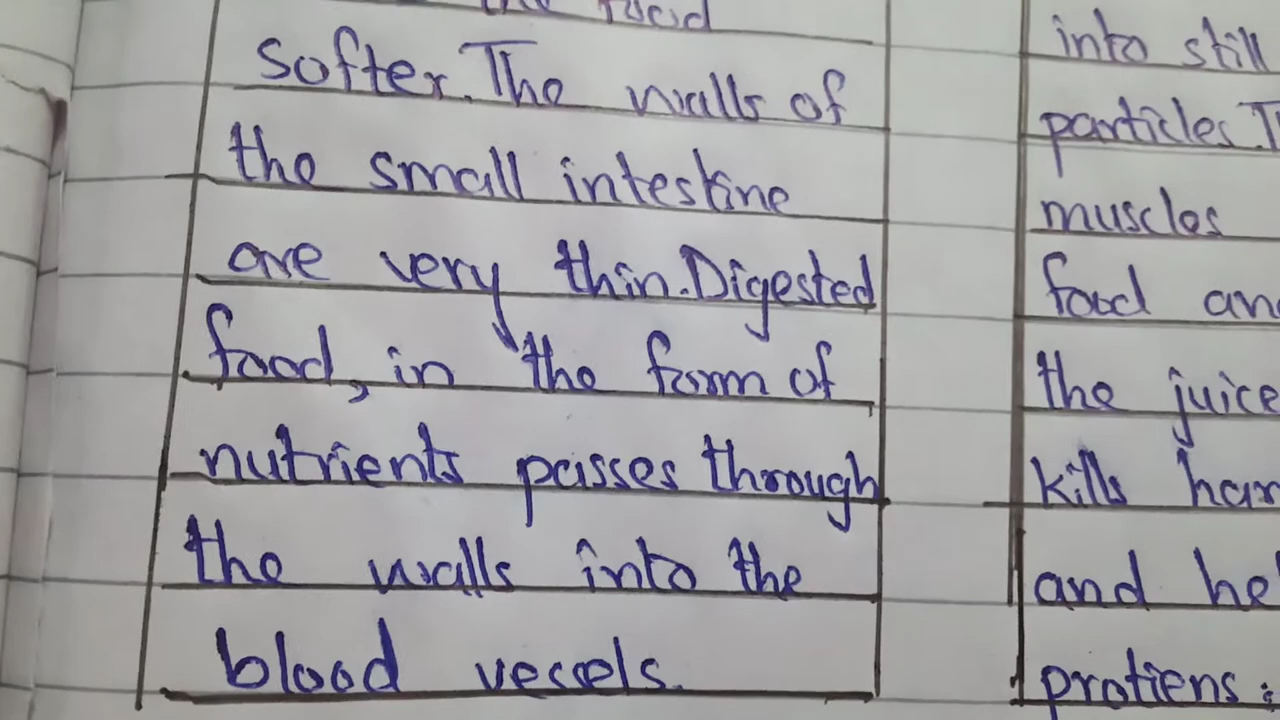 food
softer. The walls of
the small intestine
are very thin. Digested
food, in the form of
nutrients passes through
the walls into the
blood vessels.
into still
particles. T
muscles
food an
the juice
kills har
and he
protiens.